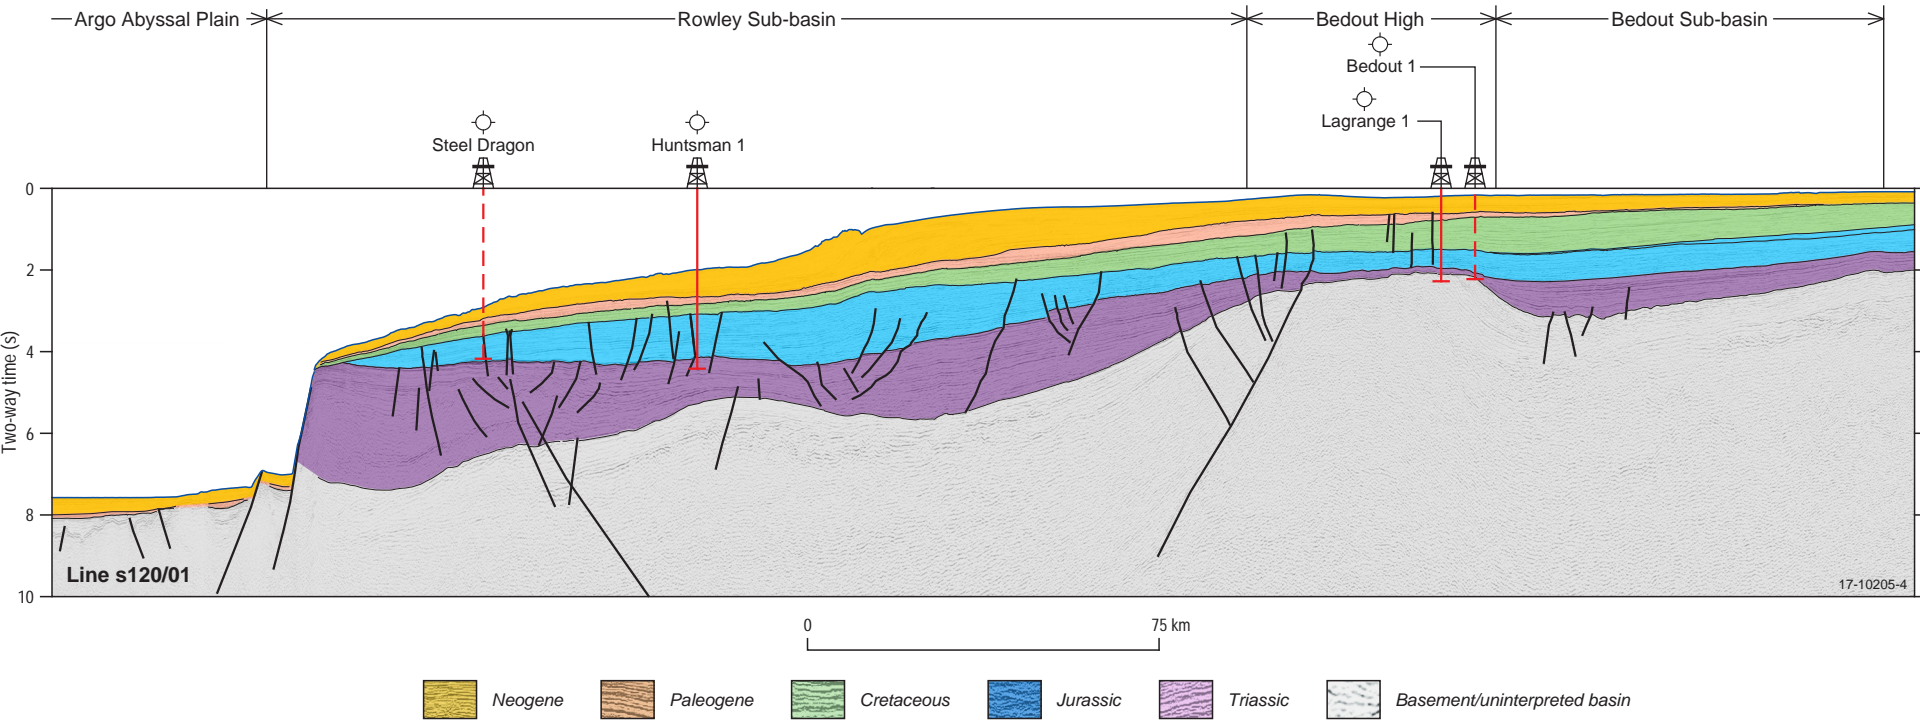 Argo Abyssal Plain
Rowley Sub-basin
Bedout High
Bedout Sub-basin
Bedout 1
Lagrange 1
Steel Dragon
Huntsman 1
0
2
4
6
8
10
Two-way time (s)
Line s120/01
17-10205-4
0
75 km
Neogene
Paleogene
Cretaceous
Jurassic
Triassic
Basement/uninterpreted basin